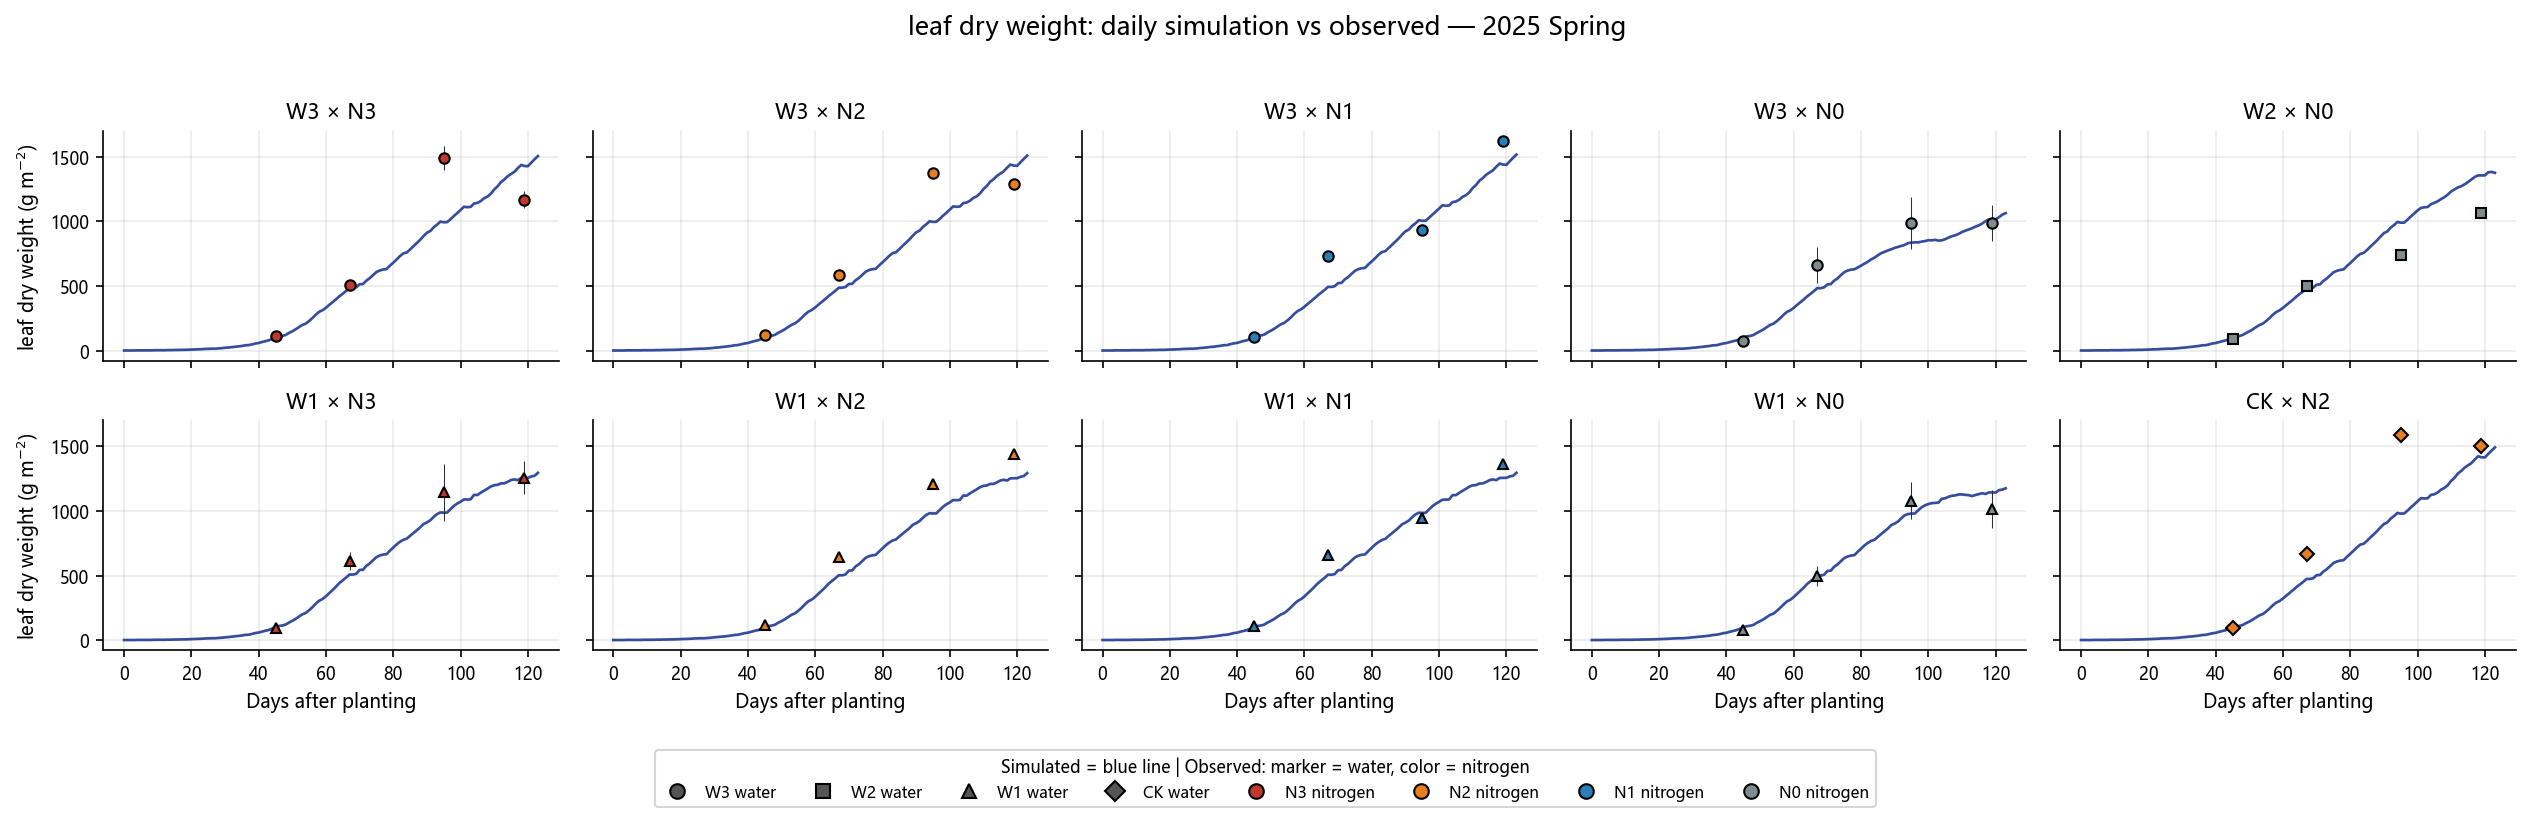 leaf dry weight: daily simulation vs observed — 2025 Spring
W3 × N3
W3 × N2
W3 × N1
W3 × N0
W2 × N0
leaf dry weight (g m⁻²)
1500
1000
500
0
W1 × N3
W1 × N2
W1 × N1
W1 × N0
CK × N2
leaf dry weight (g m⁻²)
1500
1000
500
0
0 20 40 60 80 100 120
0 20 40 60 80 100 120
0 20 40 60 80 100 120
0 20 40 60 80 100 120
0 20 40 60 80 100 120
Days after planting
Days after planting
Days after planting
Days after planting
Days after planting
Simulated = blue line | Observed: marker = water, color = nitrogen
W3 water W2 water W1 water CK water N3 nitrogen N2 nitrogen N1 nitrogen N0 nitrogen